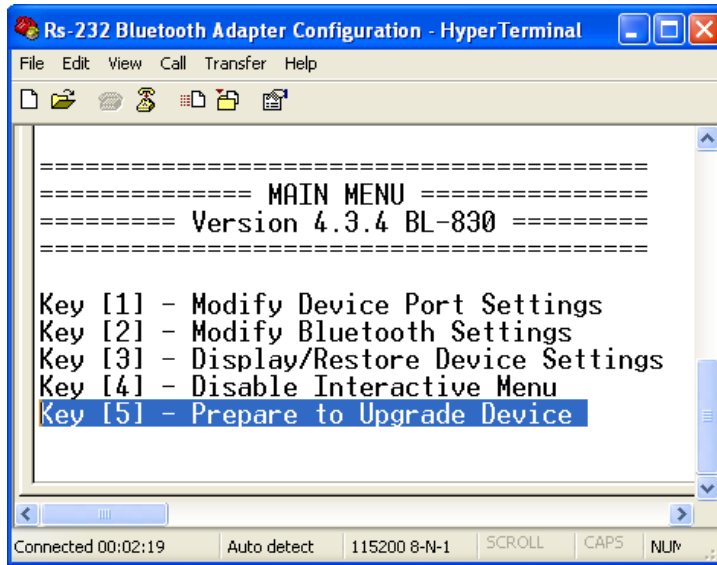 Rs-232 Bluetooth Adapter Configuration - HyperTerminal
File Edit View Call Transfer Help
========================================
============== MAIN MENU ===============
========= Version 4.3.4 BL-830 =========
========================================
Key [1] - Modify Device Port Settings
Key [2] - Modify Bluetooth Settings
Key [3] - Display/Restore Device Settings
Key [4] - Disable Interactive Menu
Key [5] - Prepare to Upgrade Device
Connected 00:02:19 Auto detect 115200 8-N-1 SCROLL CAPS NUM